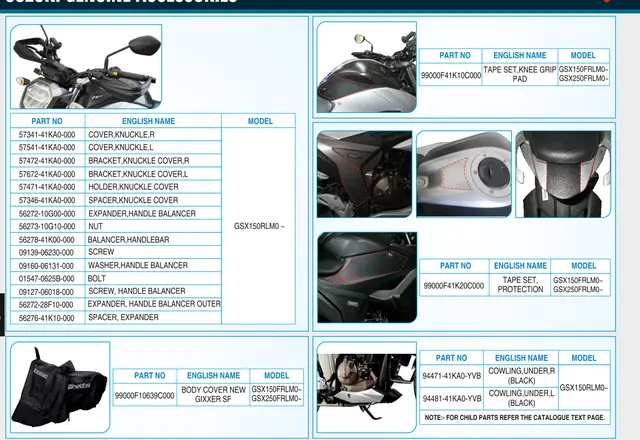 SUZUKI GENUINE ACCESSORIES
PART NO ENGLISH NAME MODEL
57341-41KA0-000 COVER,KNUCKLE,R
57541-41KA0-000 COVER,KNUCKLE,L
57472-41KA0-000 BRACKET,KNUCKLE COVER,R
57672-41KA0-000 BRACKET,KNUCKLE COVER,L
57471-41KA0-000 HOLDER,KNUCKLE COVER
57346-41KA0-000 SPACER,KNUCKLE COVER
56272-10G00-000 EXPANDER,HANDLE BALANCER
56273-10G10-000 NUT
GSX150RLM0 ~
56278-41K00-000 BALANCER,HANDLEBAR
09139-06230-000 SCREW
09160-06131-000 WASHER,HANDLE BALANCER
01547-0625B-000 BOLT
09127-06018-000 SCREW, HANDLE BALANCER
56272-28F10-000 EXPANDER, HANDLE BALANCER OUTER
56276-41K10-000 SPACER, EXPANDER
PART NO ENGLISH NAME MODEL
99000F41K10C000 TAPE SET,KNEE GRIP PAD GSX150FRLM0~
GSX250FRLM0~
PART NO ENGLISH NAME MODEL
99000F41K20C000 TAPE SET, PROTECTION GSX150FRLM0~
GSX250FRLM0~
PART NO ENGLISH NAME MODEL
99000F10639C000 BODY COVER NEW GIXXER SF GSX150FRLM0~
GSX250FRLM0~
PART NO ENGLISH NAME MODEL
94471-41KA0-YVB COWLING,UNDER,R (BLACK)
GSX150RLM0~
94481-41KA0-YVB COWLING,UNDER,L (BLACK)
NOTE:- FOR CHILD PARTS REFER THE CATALOGUE TEXT PAGE.